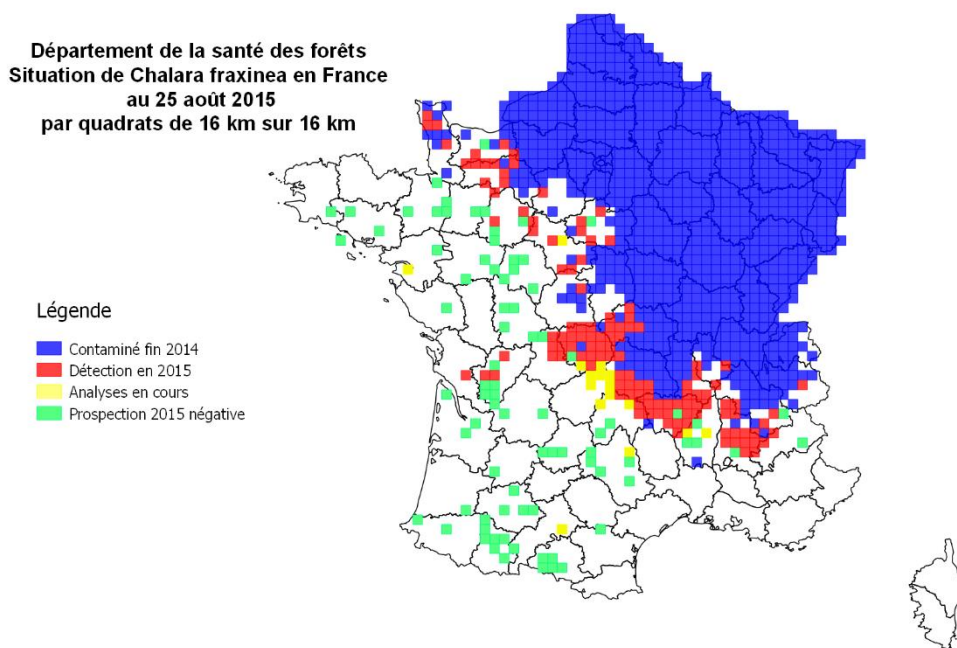 Département de la santé des forêts
Situation de Chalara fraxinea en France
au 25 août 2015
par quadrats de 16 km sur 16 km
Légende
Contaminé fin 2014
Détection en 2015
Analyses en cours
Prospection 2015 négative